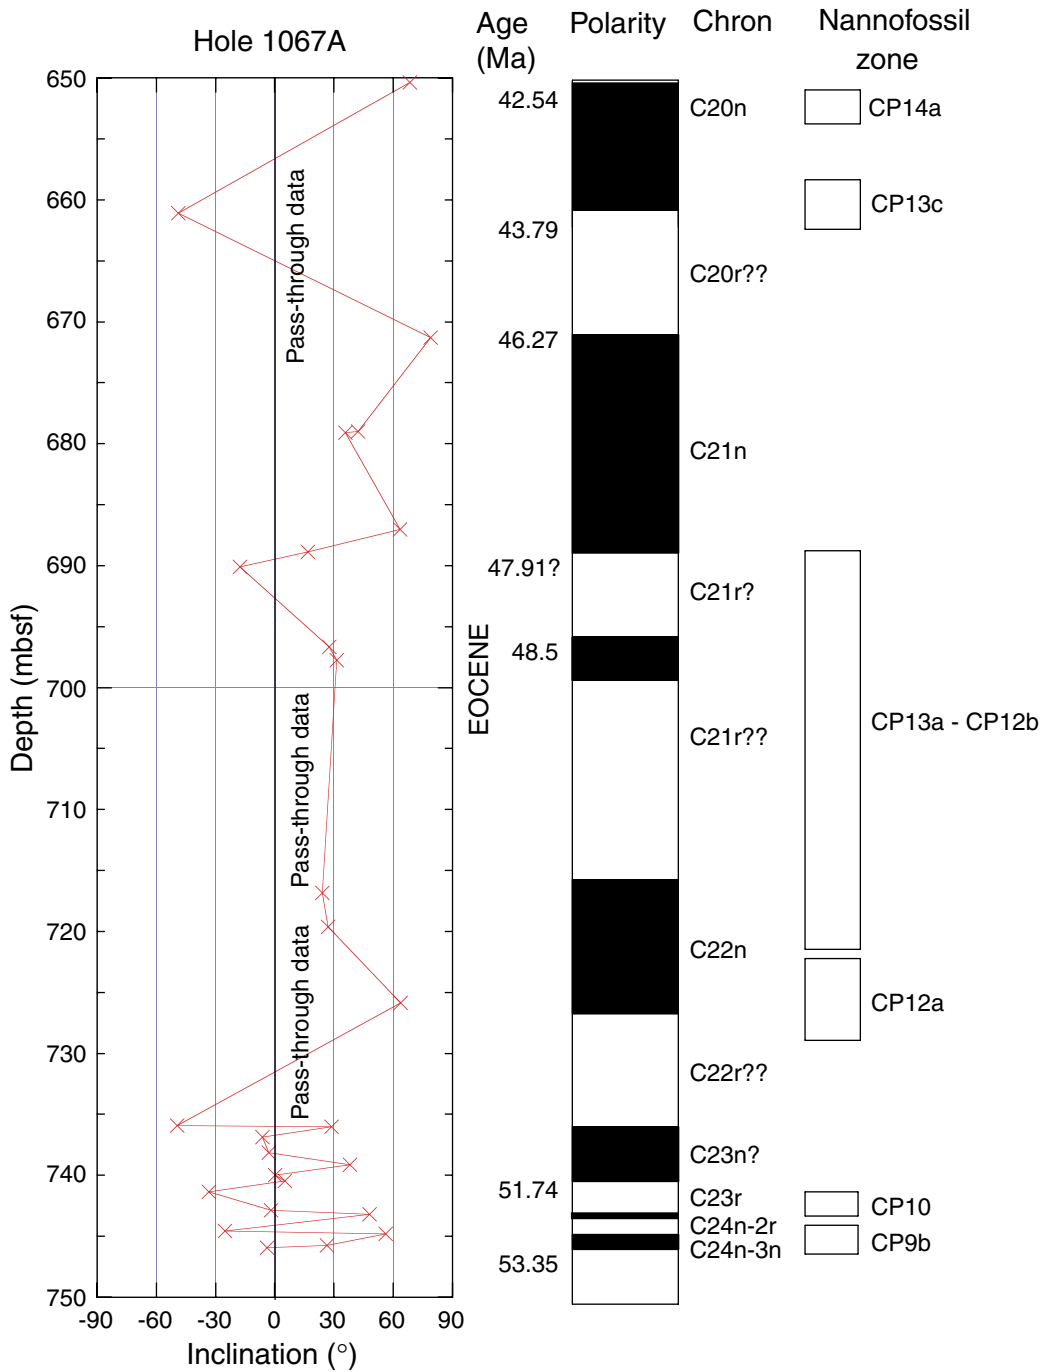 Hole 1067A
Age
(Ma)
Polarity
Chron
Nannofossil
zone
650
660
670
680
690
700
710
720
730
740
750
Depth (mbsf)
-90
-60
-30
0
30
60
90
Inclination (°)
Pass-through data
Pass-through data
Pass-through data
EOCENE
42.54
43.79
46.27
47.91?
48.5
51.74
53.35
C20n
C20r??
C21n
C21r?
C21r??
C22n
C22r??
C23n?
C23r
C24n-2r
C24n-3n
CP14a
CP13c
CP13a - CP12b
CP12a
CP10
CP9b